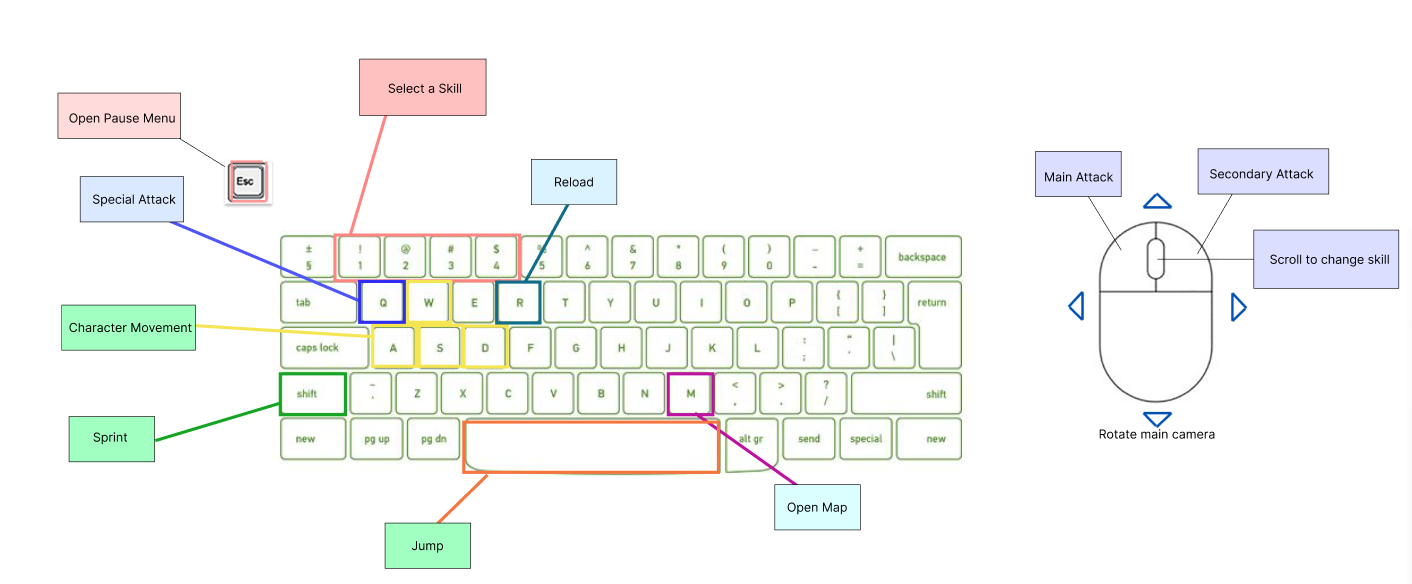 Select a Skill
Open Pause Menu
Esc
Special Attack
Reload
Main Attack
Secondary Attack
Scroll to change skill
± ! @ # $ % ^ & * ( ) – +
§ 1 2 3 4 5 6 7 8 9 0 - = backspace
tab Q W E R T Y U I O P { [ } ] return
Character Movement
caps lock A S D F G H J K L : ; " ' | \
shift ~ Z X C V B N M < , > . ? / shift
Sprint
new pg up pg dn alt gr send special new
Rotate main camera
Open Map
Jump